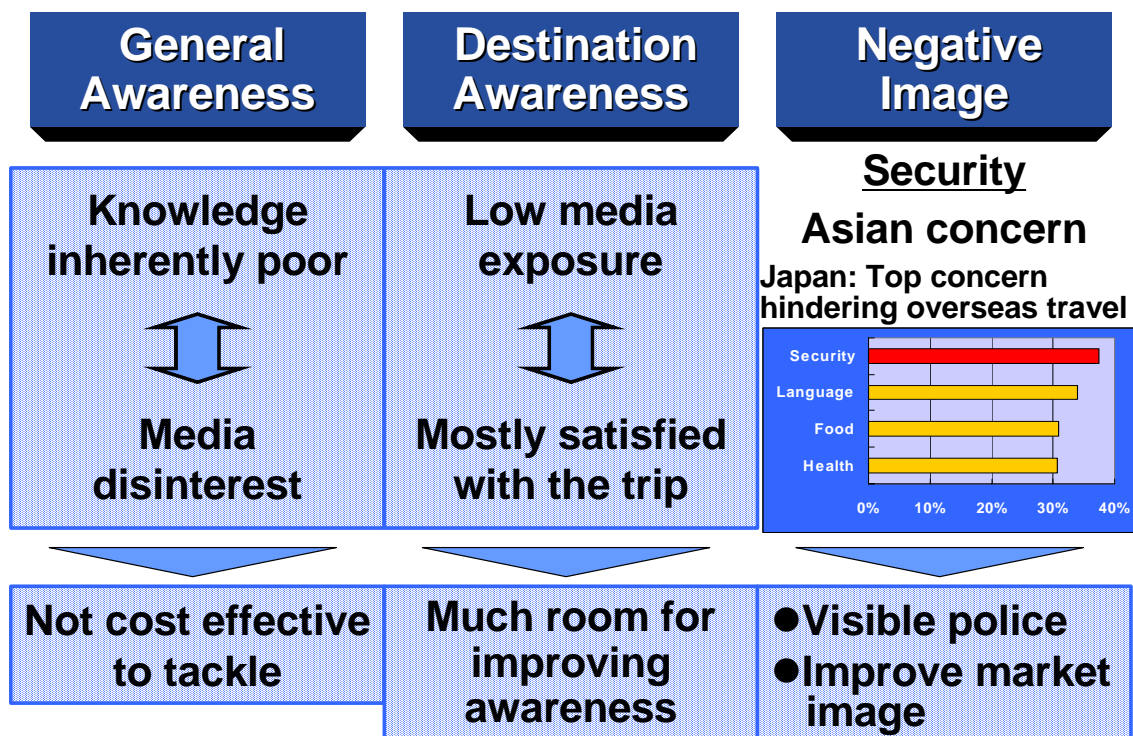 General
Awareness
Destination
Awareness
Negative
Image
Knowledge
inherently poor
Media
disinterest
Low media
exposure
Mostly satisfied
with the trip
Security
Asian concern
Japan: Top concern
hindering overseas travel
Security
Language
Food
Health
0% 10% 20% 30% 40%
Not cost effective
to tackle
Much room for
improving
awareness
●Visible police
●Improve market
image